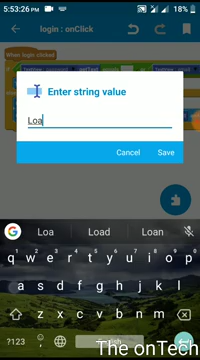 5:53:26 PM
18%
login : onClick
When login clicked
Enter string value
Loa
Cancel Save
Loa Load Loan
q w e r t y u i o p
a s d f g h j k l
z x c v b n m
?123
The onTech